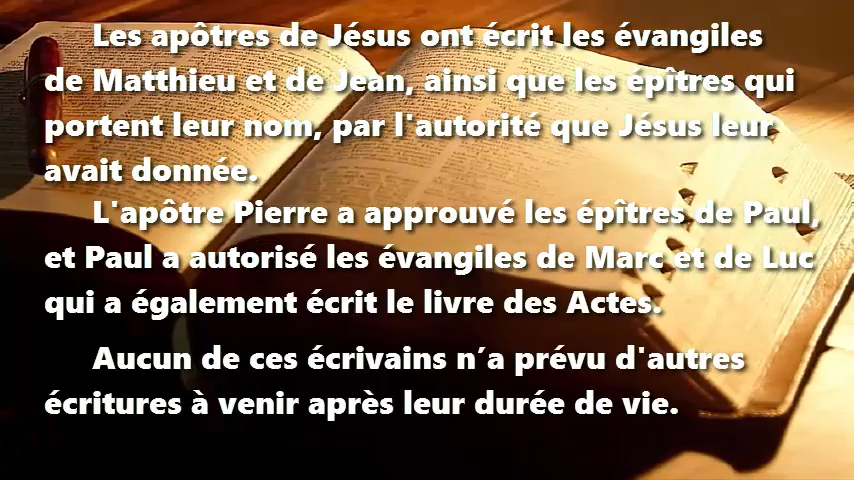 Les apôtres de Jésus ont écrit les évangiles
de Matthieu et de Jean, ainsi que les épîtres qui
portent leur nom, par l'autorité que Jésus leur
avait donnée.
L'apôtre Pierre a approuvé les épîtres de Paul,
et Paul a autorisé les évangiles de Marc et de Luc
qui a également écrit le livre des Actes.
Aucun de ces écrivains n’a prévu d'autres
écritures à venir après leur durée de vie.